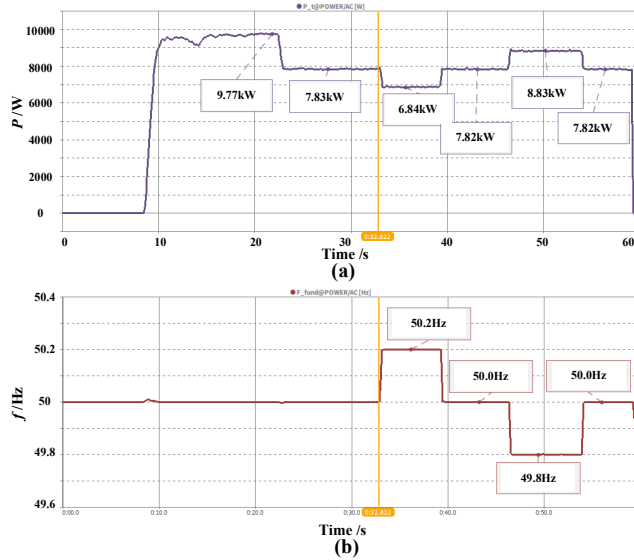 P_t@POWER/AC[W]
10000
8000
6000
4000
2000
0
P/W
9.77kW
7.83kW
6.84kW
7.82kW
8.83kW
7.82kW
0 10 20 30 40 50 60
0:32.822
Time /s
(a)
F_fund@POWER/AC[Hz]
50.4
50.2
50
49.8
49.6
f/Hz
50.2Hz
50.0Hz
50.0Hz
49.8Hz
0:00.0 0:10.0 0:20.0 0:30.0 0:32.822 0:40.0 0:50.0
Time /s
(b)